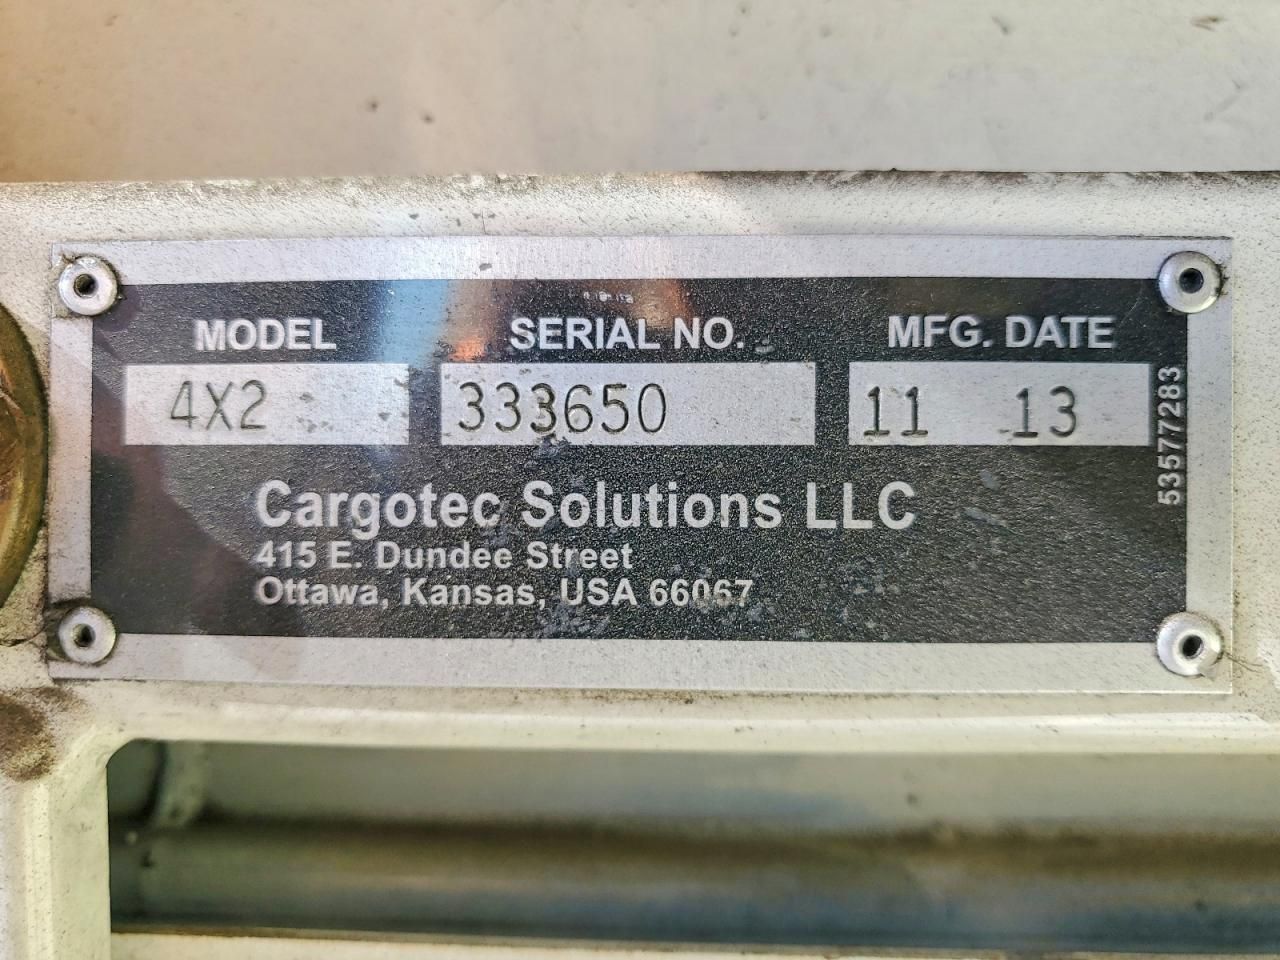 MODEL SERIAL NO. MFG. DATE
4X2 333650 11 13
Cargotec Solutions LLC
415 E. Dundee Street
Ottawa, Kansas, USA 66067
53577283